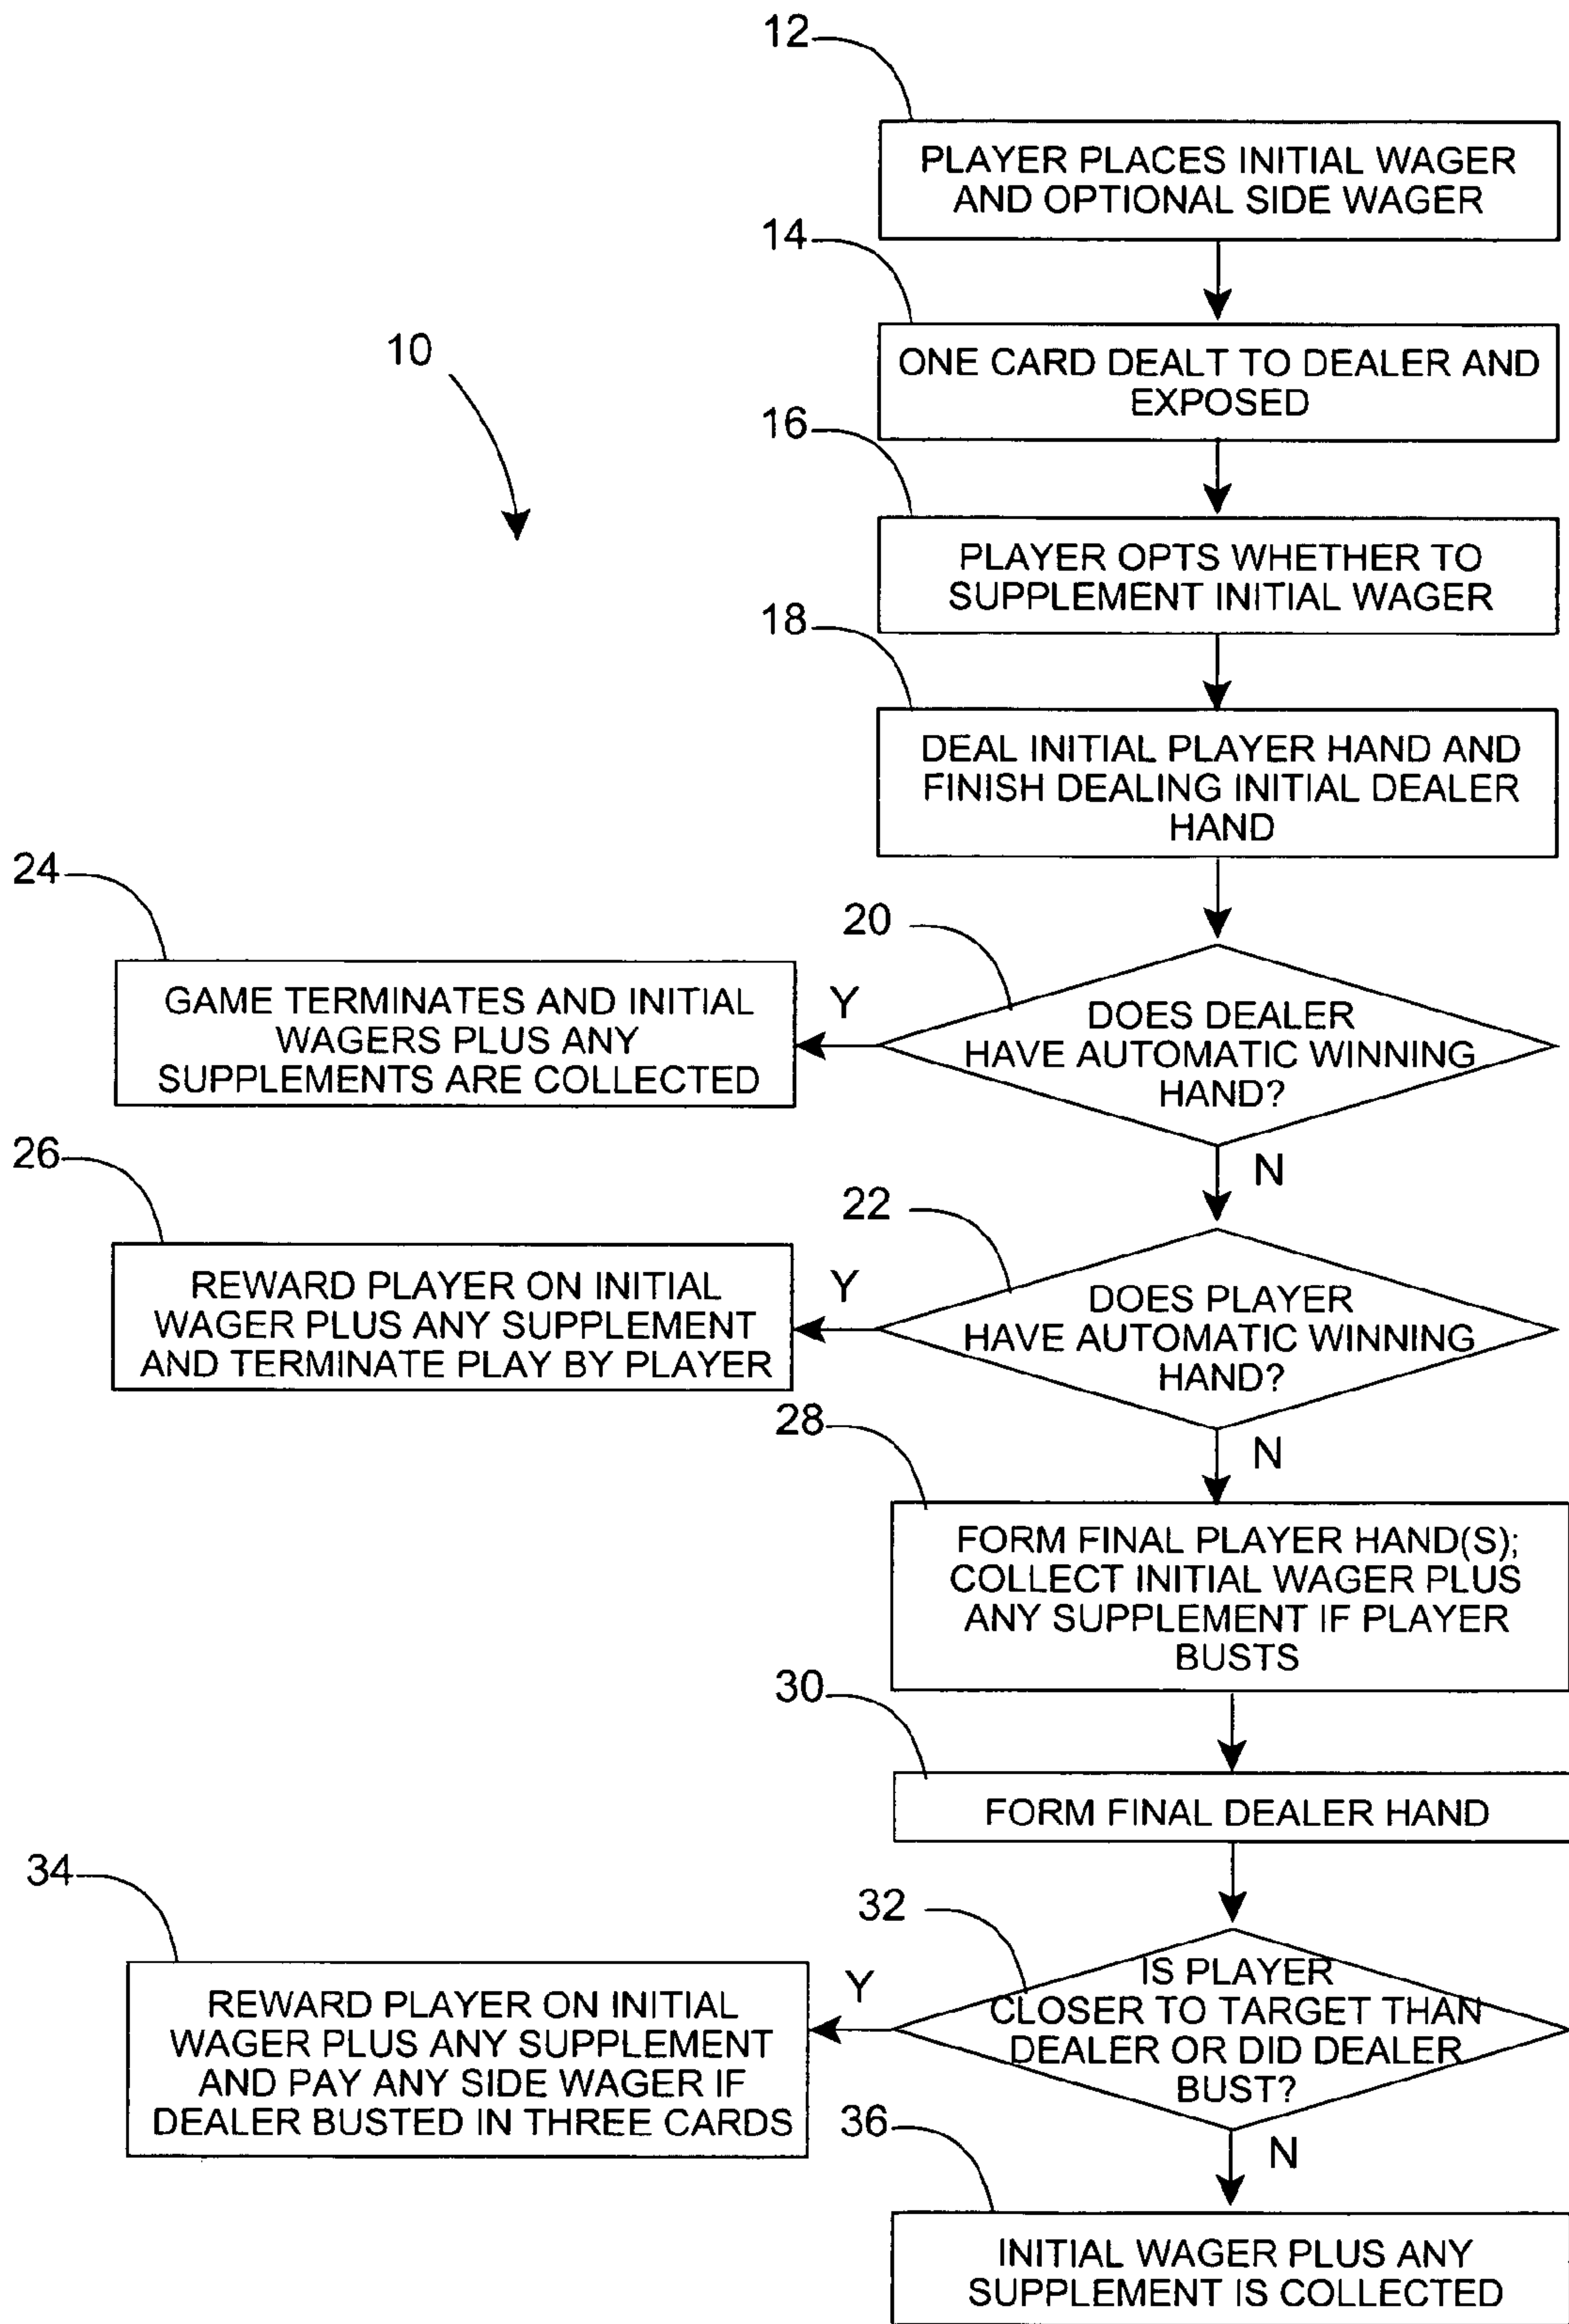 12
PLAYER PLACES INITIAL WAGER
AND OPTIONAL SIDE WAGER
14
10
ONE CARD DEALT TO DEALER AND
EXPOSED
16
PLAYER OPTS WHETHER TO
SUPPLEMENT INITIAL WAGER
18
DEAL INITIAL PLAYER HAND AND
FINISH DEALING INITIAL DEALER
HAND
24
20
GAME TERMINATES AND INITIAL
WAGERS PLUS ANY
SUPPLEMENTS ARE COLLECTED
Y
DOES DEALER
HAVE AUTOMATIC WINNING
HAND?
N
26
22
REWARD PLAYER ON INITIAL
WAGER PLUS ANY SUPPLEMENT
AND TERMINATE PLAY BY PLAYER
Y
DOES PLAYER
HAVE AUTOMATIC WINNING
HAND?
N
28
FORM FINAL PLAYER HAND(S);
COLLECT INITIAL WAGER PLUS
ANY SUPPLEMENT IF PLAYER
BUSTS
30
FORM FINAL DEALER HAND
34
32
REWARD PLAYER ON INITIAL
WAGER PLUS ANY SUPPLEMENT
AND PAY ANY SIDE WAGER IF
DEALER BUSTED IN THREE CARDS
Y
IS PLAYER
CLOSER TO TARGET THAN
DEALER OR DID DEALER
BUST?
N
36
INITIAL WAGER PLUS ANY
SUPPLEMENT IS COLLECTED